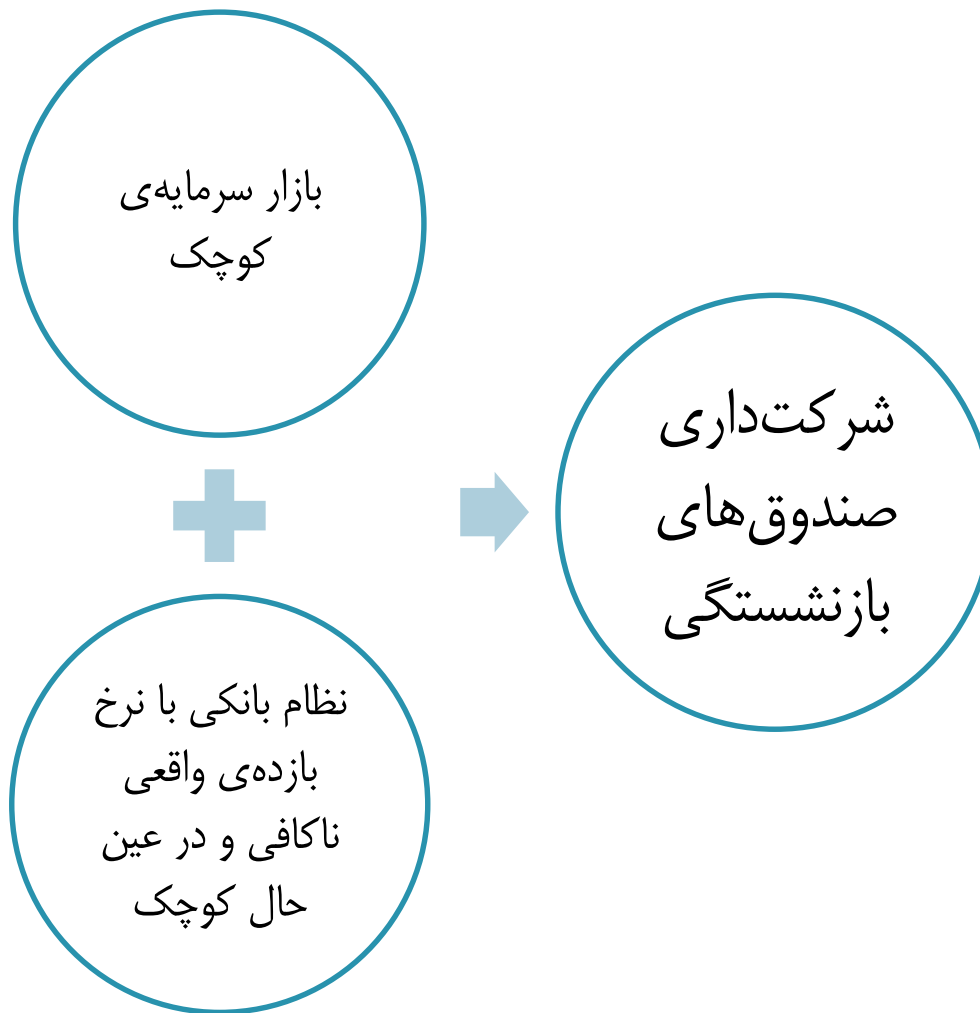 بازار سرمایه‌ی
کوچک
نظام بانکی با نرخ
بازده‌ی واقعی
ناکافی و در عین
حال کوچک
شرکت‌داری
صندوق‌های
بازنشستگی